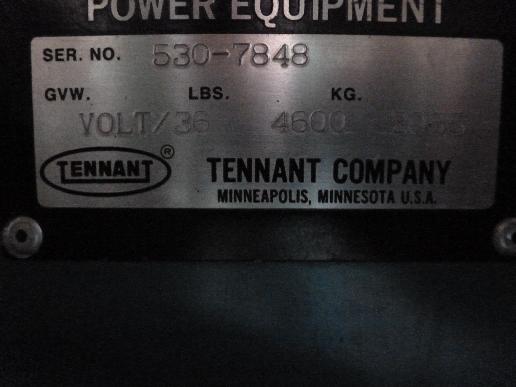 POWER EQUIPMENT
SER. NO. 530-7848
GVW. LBS. KG.
VOLT/36 4600
TENNANT ®
TENNANT COMPANY
MINNEAPOLIS, MINNESOTA U.S.A.